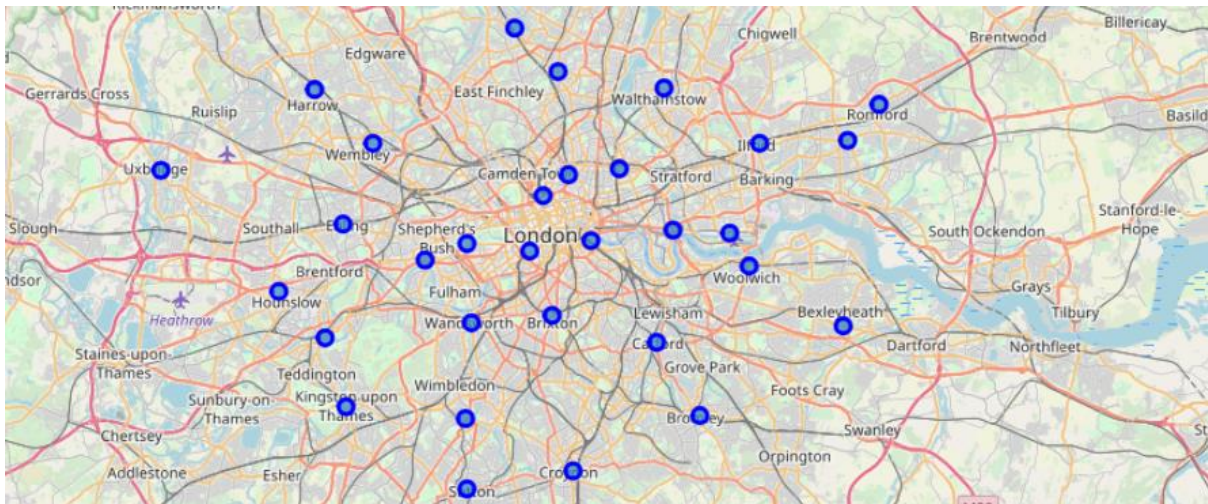 Rickmansworth
Billericay
Chigwell
Brentwood
Edgware
Gerrards Cross
East Finchley
Walthamstow
Harrow
Ruislip
Romford
Basild
Ilford
Wembley
Uxbridge
Camden To
Stratford
Barking
Stanford-le-
Hope
Slough
Southall
Ealing
Shepherd's
Bush
London
South Ockendon
Brentford
Woolwich
ndsor
Hounslow
Fulham
Grays
Tilbury
Heathrow
Wandsworth
Brixton
Lewisham
Bexleyheath
Catford
Dartford
Northfleet
Staines-upon-
Thames
Teddington
Grove Park
Wimbledon
Foots Cray
Sunbury-on-
Thames
Kingston-upon
Thames
Bromley
Swanley
Chertsey
St
Orpington
Addlestone
Esher
Croydon
Sutton